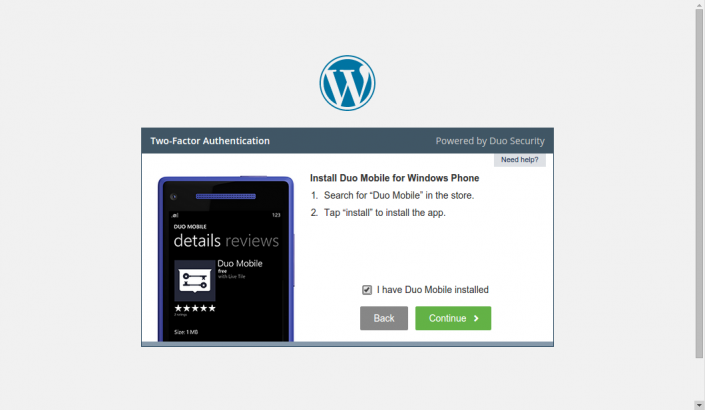 Two-Factor Authentication
Powered by Duo Security
Need help?
Install Duo Mobile for Windows Phone
1. Search for “Duo Mobile” in the store.
2. Tap “install” to install the app.
123
DUO MOBILE
details reviews
Duo Mobile
free
with Live Tile
Size: 1 MB
I have Duo Mobile installed
Back
Continue